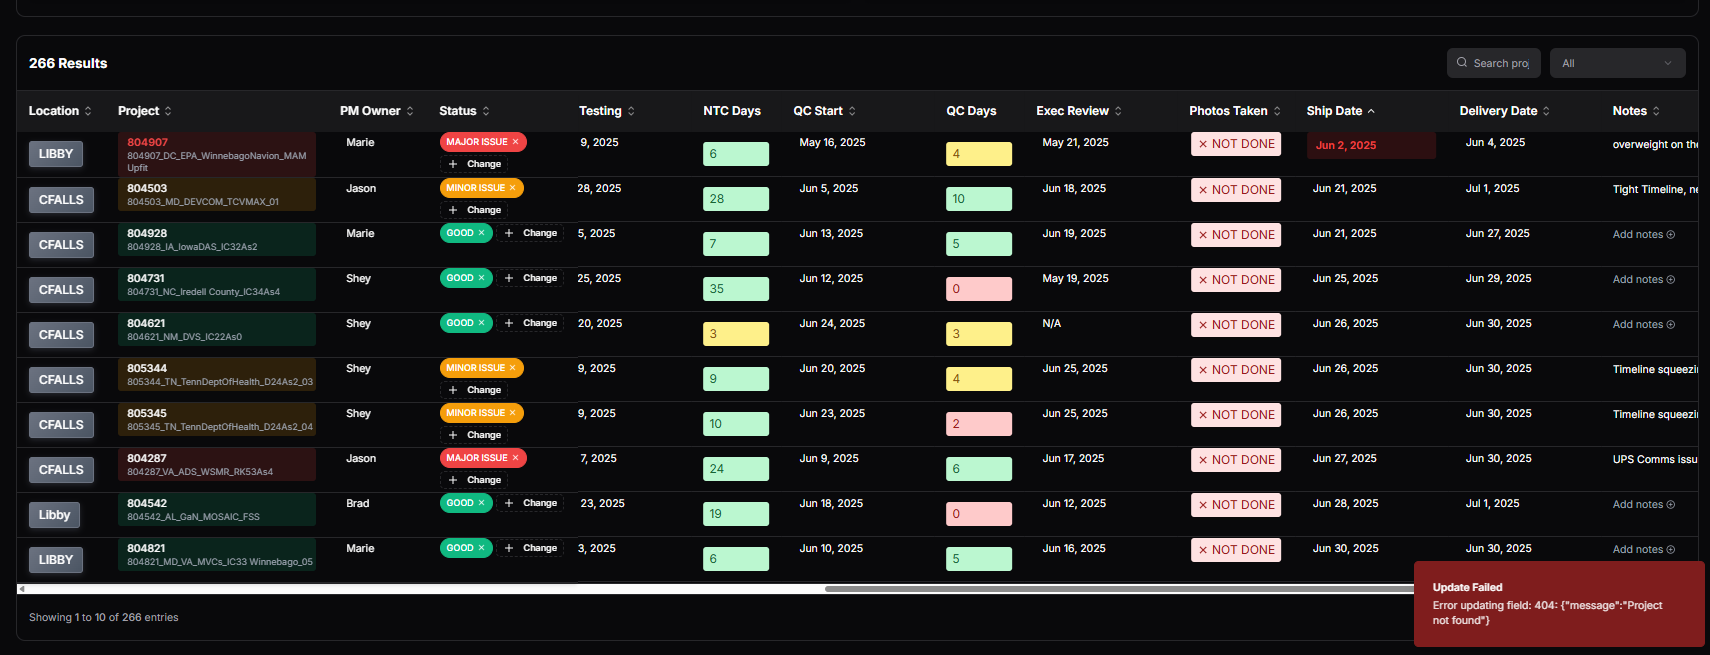 266 Results
Search proj
All
Location Project PM Owner Status Testing NTC Days QC Start QC Days Exec Review Photos Taken Ship Date Delivery Date Notes
LIBBY 804907 Marie MAJOR ISSUE × 9, 2025 6 May 16, 2025 4 May 21, 2025 × NOT DONE Jun 2, 2025 Jun 4, 2025 overweight on the
804907_DC_EPA_WinnebagoNavion_MAM + Change
Upfit
CFALLS 804503 Jason MINOR ISSUE × 28, 2025 28 Jun 5, 2025 10 Jun 18, 2025 × NOT DONE Jun 21, 2025 Jul 1, 2025 Tight Timeline, ne
804503_MD_DEVCOM_TCVMAX_01 + Change
CFALLS 804928 Marie GOOD × + Change 5, 2025 7 Jun 13, 2025 5 Jun 19, 2025 × NOT DONE Jun 21, 2025 Jun 27, 2025 Add notes ⊕
804928_IA_IowaDAS_IC32As2
CFALLS 804731 Shey GOOD × + Change 25, 2025 35 Jun 12, 2025 0 May 19, 2025 × NOT DONE Jun 25, 2025 Jun 29, 2025 Add notes ⊕
804731_NC_Iredell County_IC34As4
CFALLS 804621 Shey GOOD × + Change 20, 2025 3 Jun 24, 2025 3 N/A × NOT DONE Jun 26, 2025 Jun 30, 2025 Add notes ⊕
804621_NM_DVS_IC22As0
CFALLS 805344 Shey MINOR ISSUE × 9, 2025 9 Jun 20, 2025 4 Jun 25, 2025 × NOT DONE Jun 26, 2025 Jun 30, 2025 Timeline squeezi
805344_TN_TennDeptOfHealth_D24As2_03 + Change
CFALLS 805345 Shey MINOR ISSUE × 9, 2025 10 Jun 23, 2025 2 Jun 25, 2025 × NOT DONE Jun 26, 2025 Jun 30, 2025 Timeline squeezi
805345_TN_TennDeptOfHealth_D24As2_04 + Change
CFALLS 804287 Jason MAJOR ISSUE × 7, 2025 24 Jun 9, 2025 6 Jun 17, 2025 × NOT DONE Jun 27, 2025 Jun 30, 2025 UPS Comms issu
804287_VA_ADS_WSMR_RK53As4 + Change
Libby 804542 Brad GOOD × + Change 23, 2025 19 Jun 18, 2025 0 Jun 12, 2025 × NOT DONE Jun 28, 2025 Jul 1, 2025 Add notes ⊕
804542_AL_GaN_MOSAIC_FSS
LIBBY 804821 Marie GOOD × + Change 3, 2025 6 Jun 10, 2025 5 Jun 16, 2025 × NOT DONE Jun 30, 2025 Jun 30, 2025 Add notes ⊕
804821_MD_VA_MVCs_IC33 Winnebago_05
Showing 1 to 10 of 266 entries
Update Failed
Error updating field: 404: {"message":"Project
not found"}